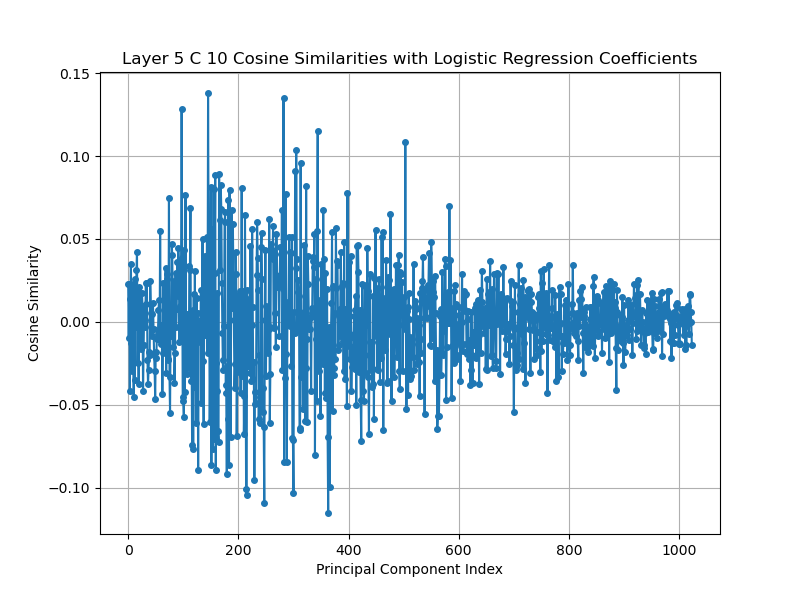 Layer 5 C 10 Cosine Similarities with Logistic Regression Coefficients
0.15
0.10
0.05
0.00
−0.05
−0.10
Cosine Similarity
0 200 400 600 800 1000
Principal Component Index